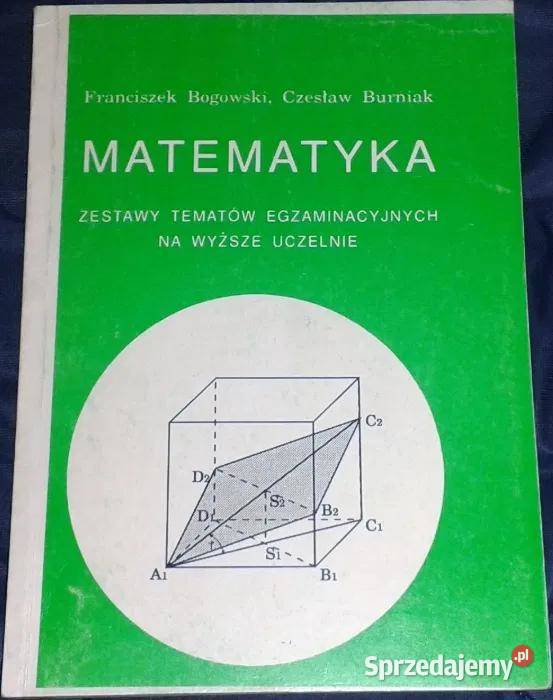 Franciszek Bogowski, Czesław Burniak
MATEMATYKA
ZESTAWY TEMATÓW EGZAMINACYJNYCH
NA WYŻSZE UCZELNIE
C2
D2
S2
B2
D1
C1
S1
A1
B1
Sprzedajemy.pl